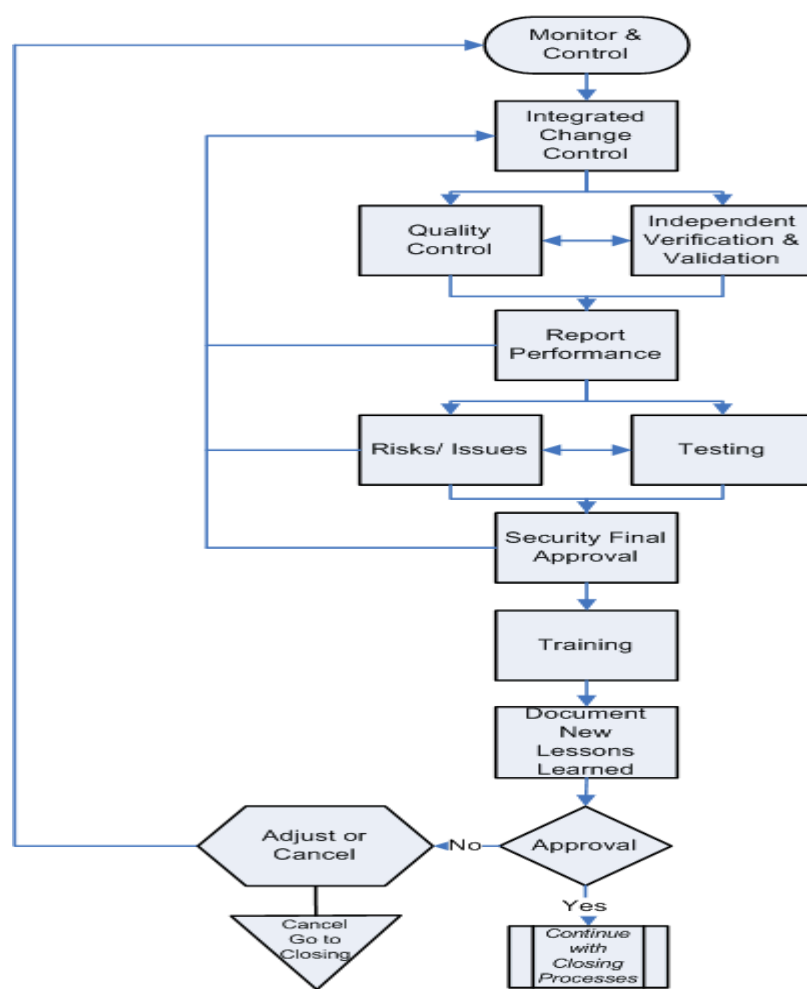 Monitor &
Control
Integrated
Change
Control
Quality
Control
Independent
Verification &
Validation
Report
Performance
Risks/ Issues
Testing
Security Final
Approval
Training
Document
New
Lessons
Learned
Adjust or
Cancel
No
Approval
Yes
Cancel
Go to
Closing
Continue
with
Closing
Processes